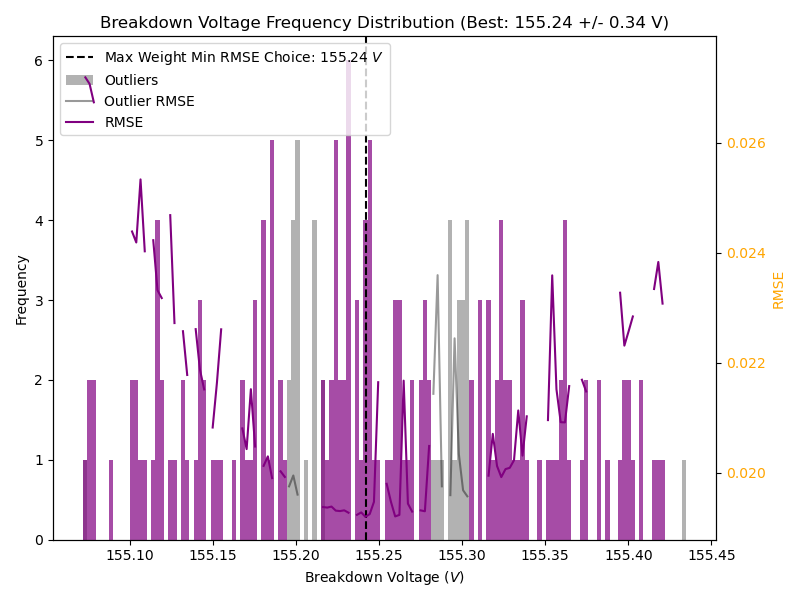 Breakdown Voltage Frequency Distribution (Best: 155.24 +/- 0.34 V)
Max Weight Min RMSE Choice: 155.24 V
Outliers
Outlier RMSE
RMSE
6
5
4
3
2
1
0
Frequency
0.026
0.024
0.022
0.020
RMSE
155.10
155.15
155.20
155.25
155.30
155.35
155.40
155.45
Breakdown Voltage (V)